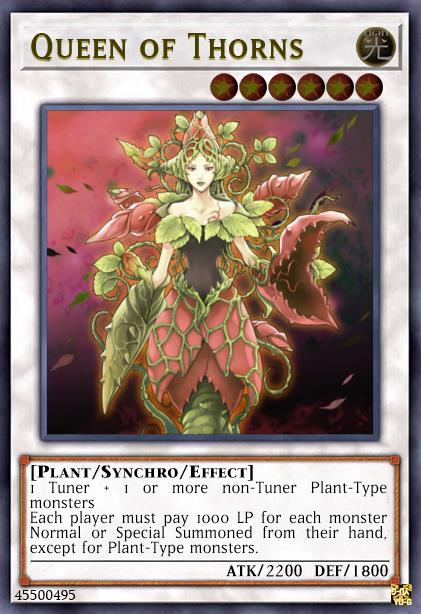 QUEEN OF THORNS
LIGHT
光
[PLANT/SYNCHRO/EFFECT]
1 Tuner + 1 or more non-Tuner Plant-Type
monsters
Each player must pay 1000 LP for each monster
Normal or Special Summoned from their hand,
except for Plant-Type monsters.
ATK/2200 DEF/1800
45500495